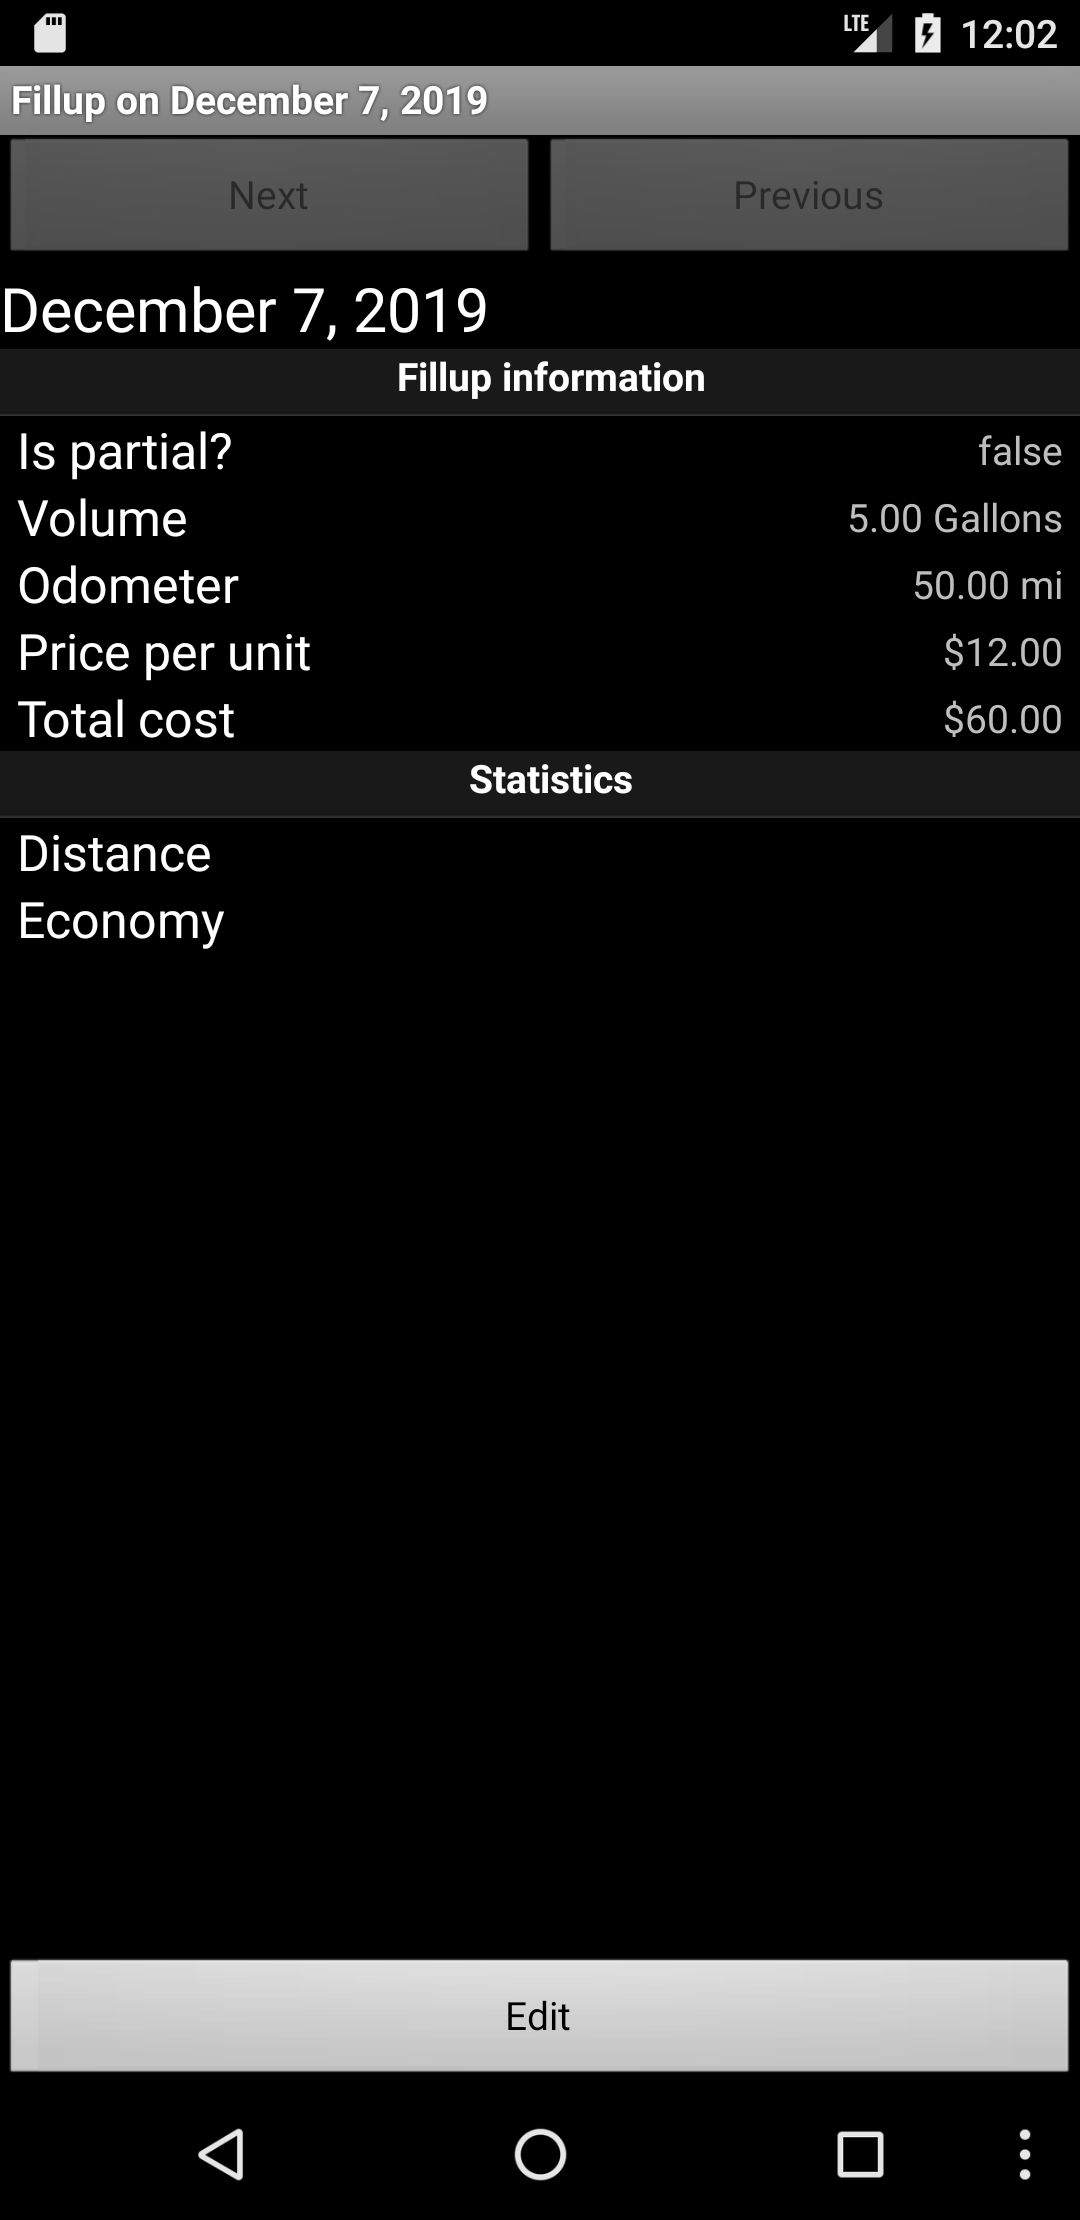 LTE 12:02
Fillup on December 7, 2019
Next Previous
December 7, 2019
Fillup information
Is partial? false
Volume 5.00 Gallons
Odometer 50.00 mi
Price per unit $12.00
Total cost $60.00
Statistics
Distance
Economy
Edit